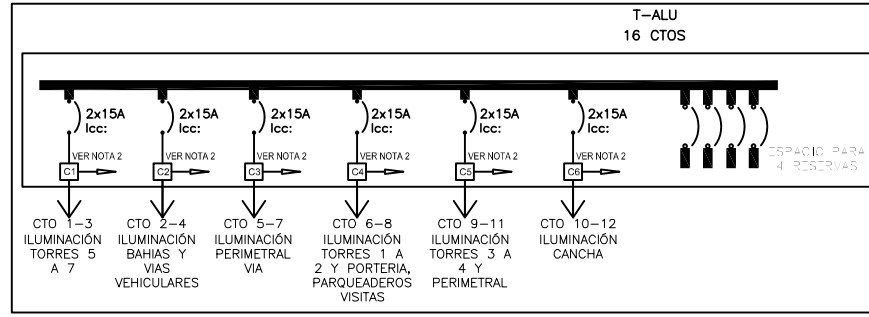 T-ALU
16 CTOS
2x15A
Icc:
2x15A
Icc:
2x15A
Icc:
2x15A
Icc:
2x15A
Icc:
2x15A
Icc:
VER NOTA 2
VER NOTA 2
VER NOTA 2
VER NOTA 2
VER NOTA 2
VER NOTA 2
ESPACIO PARA
4 RESERVAS
C1
C2
C3
C4
C5
C6
CTO 1-3
ILUMINACIÓN
TORRES 5
A 7
CTO 2-4
ILUMINACIÓN
BAHIAS Y
VIAS
VEHICULARES
CTO 5-7
ILUMINACIÓN
PERIMETRAL
VIA
CTO 6-8
ILUMINACIÓN
TORRES 1 A
2 Y PORTERIA,
PARQUEADEROS
VISITAS
CTO 9-11
ILUMINACIÓN
TORRES 3 A
4 Y
PERIMETRAL
CTO 10-12
ILUMINACIÓN
CANCHA